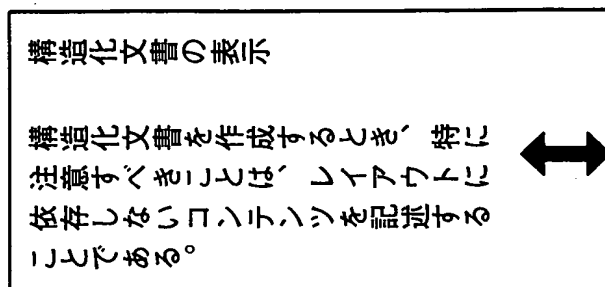 構造化文書の表示
構造化文書を作成するとき、特に
注意すべきことは、レイアウトに
依存しないコンテンツを記述する
ことである。